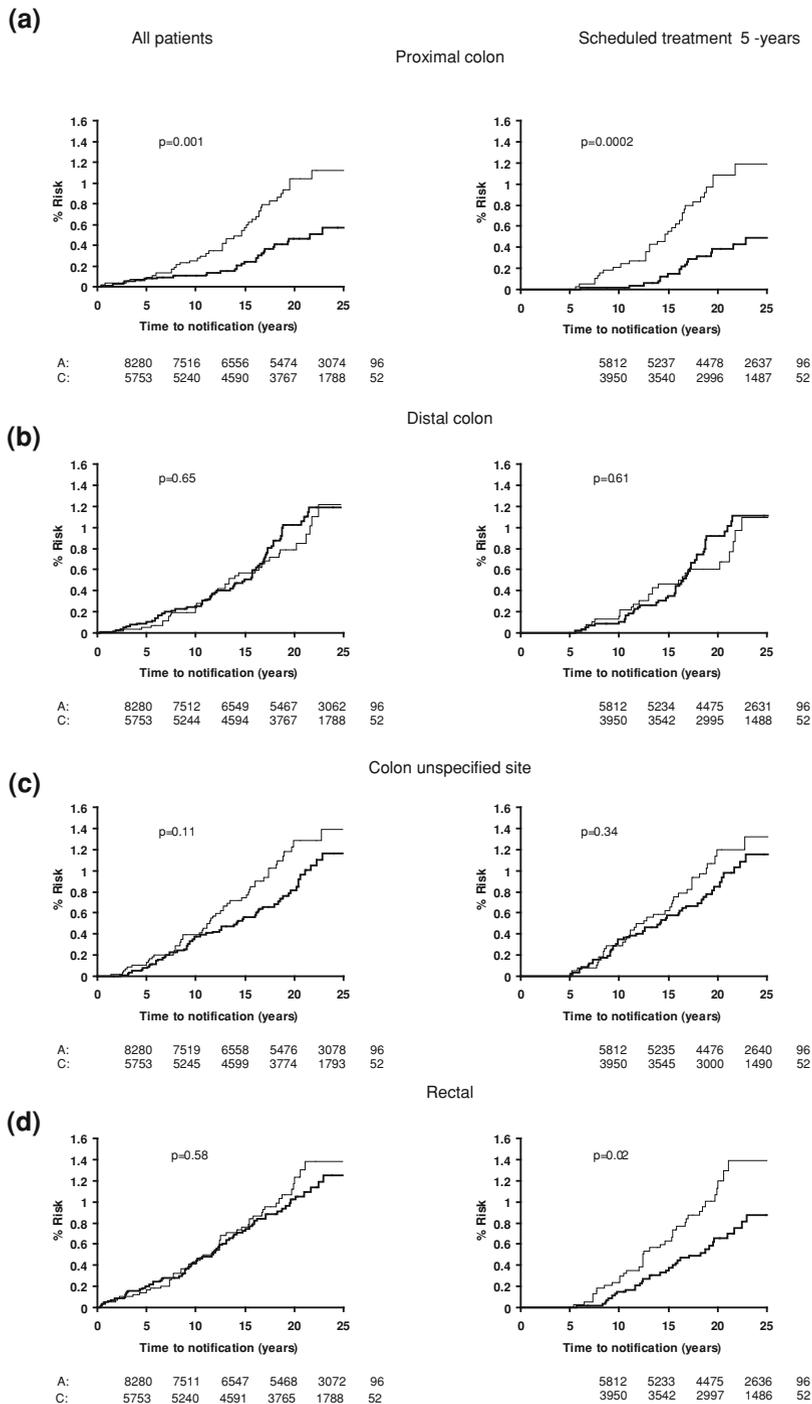 (a)
All patients
Scheduled treatment 5 -years
Proximal colon
1.6
1.4
1.2
1
0.8
0.6
0.4
0.2
0
% Risk
p=0.001
0 5 10 15 20 25
Time to notification (years)
1.6
1.4
1.2
1
0.8
0.6
0.4
0.2
0
% Risk
p=0.0002
0 5 10 15 20 25
Time to notification (years)
A: 8280 7516 6556 5474 3074 96 5812 5237 4478 2637 96
C: 5753 5240 4590 3767 1788 52 3950 3540 2996 1487 52
(b)
Distal colon
1.6
1.4
1.2
1
0.8
0.6
0.4
0.2
0
% Risk
p=0.65
0 5 10 15 20 25
Time to notification (years)
1.6
1.4
1.2
1
0.8
0.6
0.4
0.2
0
% Risk
p=0.61
0 5 10 15 20 25
Time to notification (years)
A: 8280 7512 6549 5467 3062 96 5812 5234 4475 2631 96
C: 5753 5244 4594 3767 1788 52 3950 3542 2995 1488 52
(c)
Colon unspecified site
1.6
1.4
1.2
1
0.8
0.6
0.4
0.2
0
% Risk
p=0.11
0 5 10 15 20 25
Time to notification (years)
1.6
1.4
1.2
1
0.8
0.6
0.4
0.2
0
% Risk
p=0.34
0 5 10 15 20 25
Time to notification (years)
A: 8280 7519 6558 5476 3078 96 5812 5235 4476 2640 96
C: 5753 5245 4599 3774 1793 52 3950 3545 3000 1490 52
(d)
Rectal
1.6
1.4
1.2
1
0.8
0.6
0.4
0.2
0
% Risk
p=0.58
0 5 10 15 20 25
Time to notification (years)
1.6
1.4
1.2
1
0.8
0.6
0.4
0.2
0
% Risk
p=0.02
0 5 10 15 20 25
Time to notification (years)
A: 8280 7511 6547 5468 3072 96 5812 5233 4475 2636 96
C: 5753 5240 4591 3765 1788 52 3950 3542 2997 1486 52